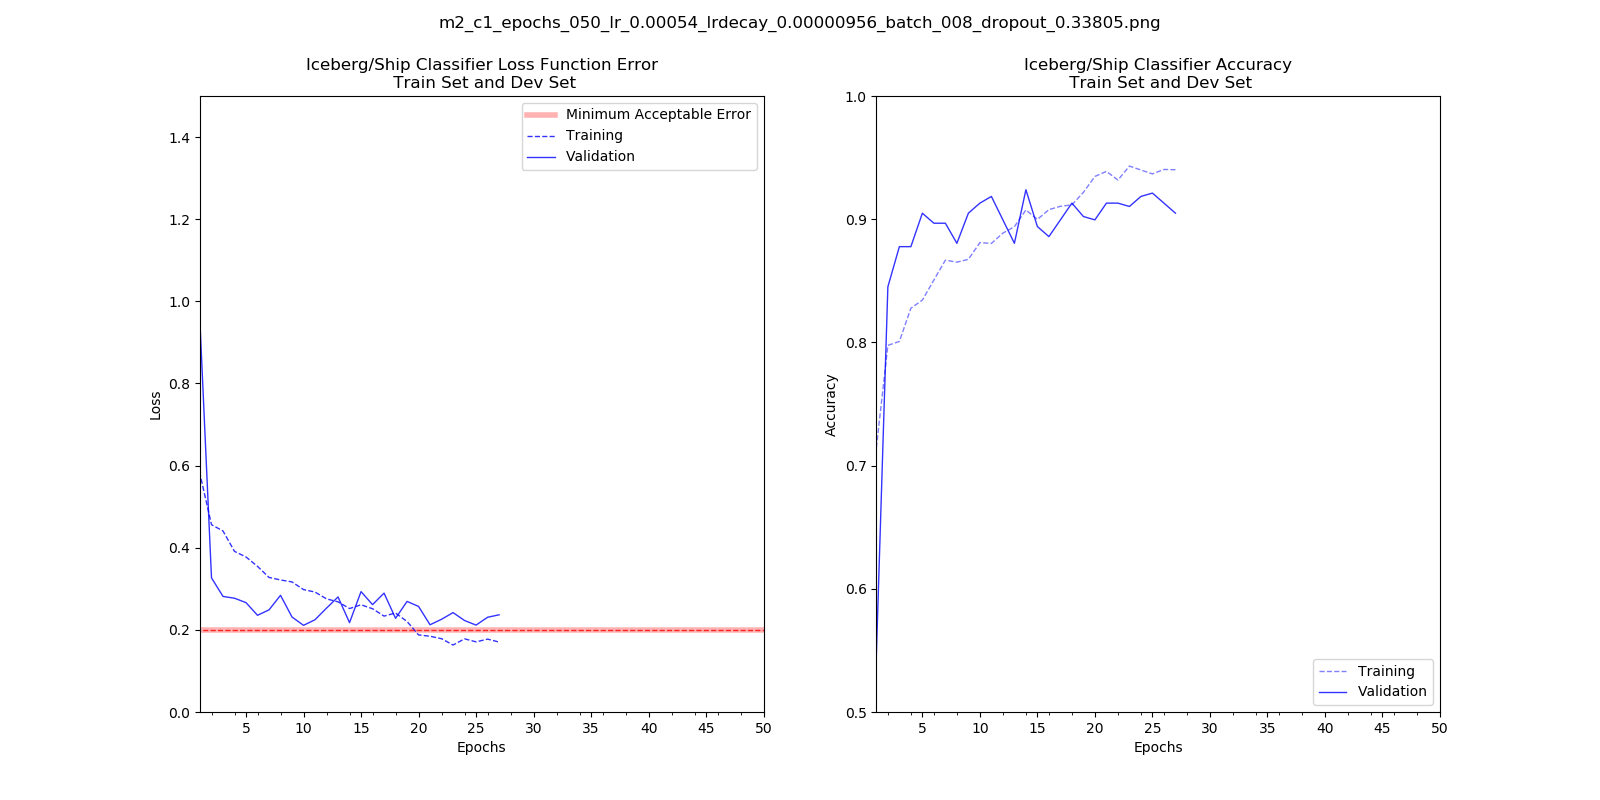 m2_c1_epochs_050_lr_0.00054_lrdecay_0.00000956_batch_008_dropout_0.33805.png
Iceberg/Ship Classifier Loss Function Error
Train Set and Dev Set
Minimum Acceptable Error
Training
Validation
1.4
1.2
1.0
0.8
0.6
0.4
0.2
0.0
Loss
5 10 15 20 25 30 35 40 45 50
Epochs
Iceberg/Ship Classifier Accuracy
Train Set and Dev Set
1.0
0.9
0.8
0.7
0.6
0.5
Accuracy
Training
Validation
5 10 15 20 25 30 35 40 45 50
Epochs